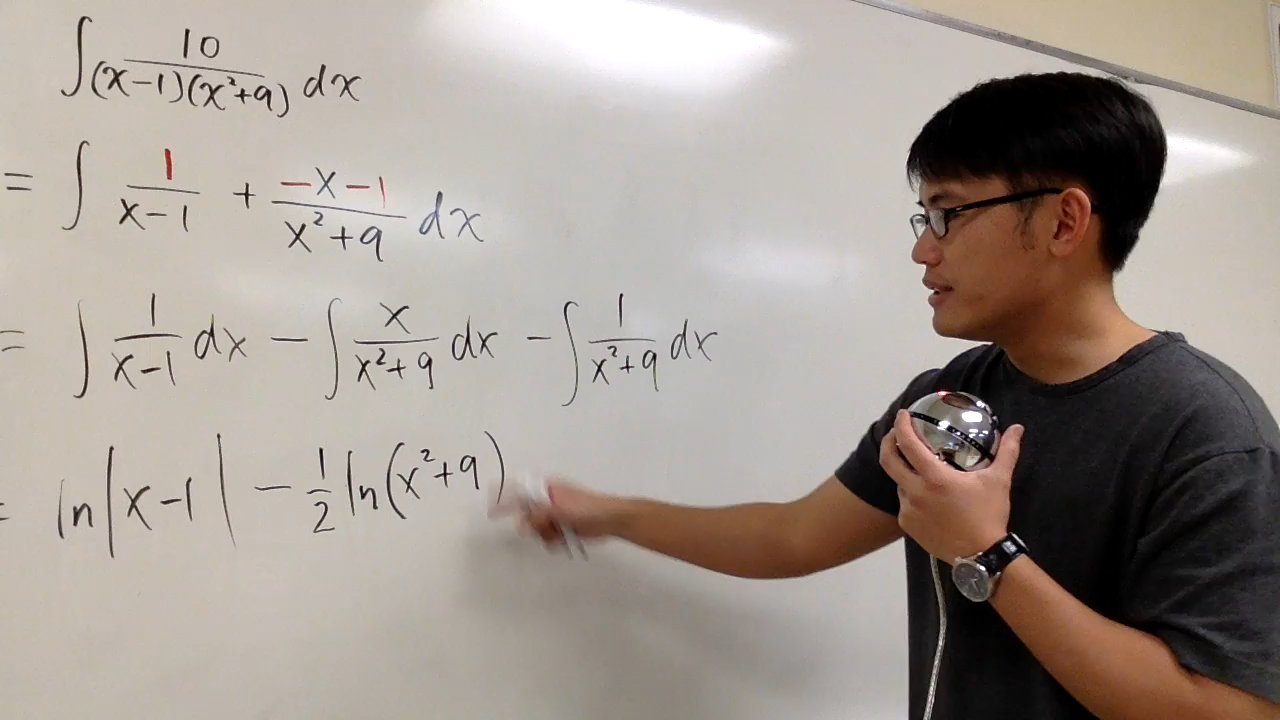 ∫ 10/((x-1)(x²+9)) dx
= ∫ 1/(x-1) + (-x-1)/(x²+9) dx
= ∫ 1/(x-1) dx - ∫ x/(x²+9) dx - ∫ 1/(x²+9) dx
= ln|x-1| - 1/2 ln(x²+9)